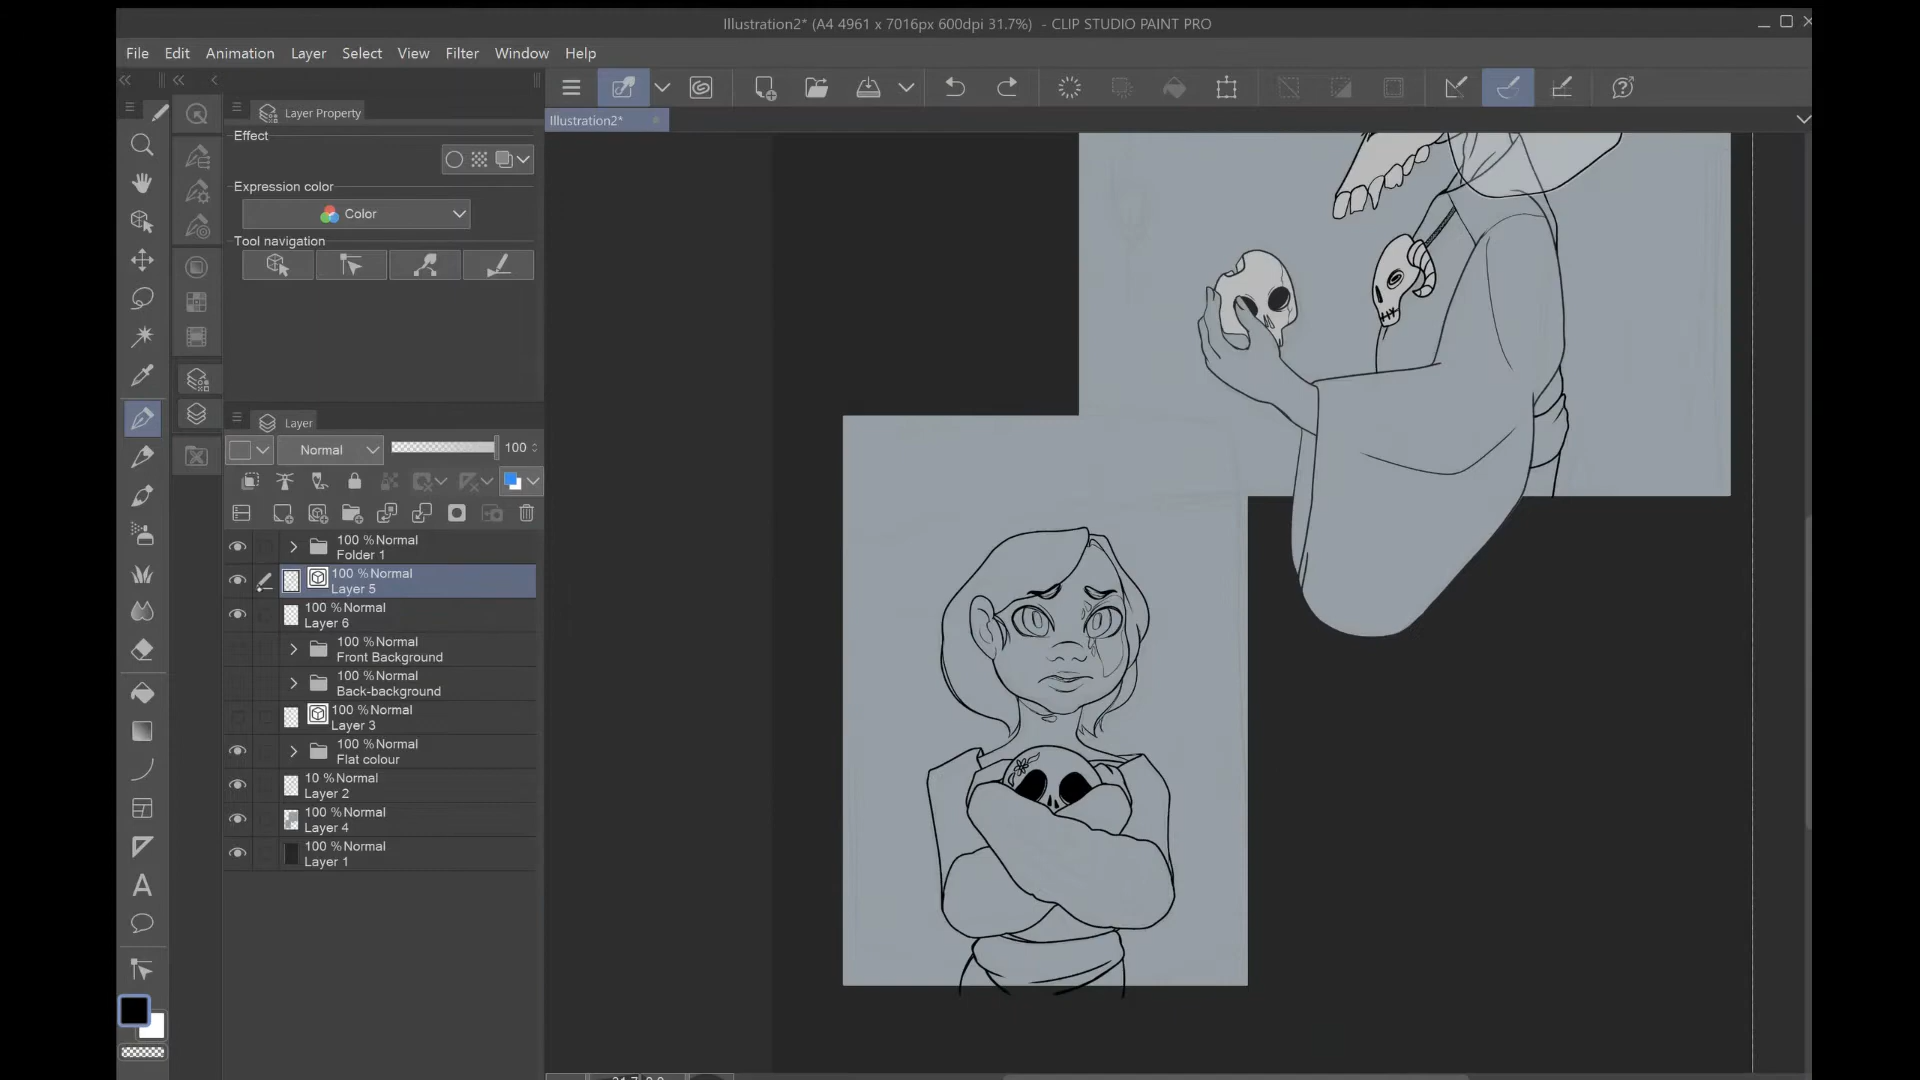 Illustration2* (A4 4961 x 7016px 600dpi 31.7%) - CLIP STUDIO PAINT PRO
File Edit Animation Layer Select View Filter Window Help
Layer Property
Illustration2*
Effect
Expression color
Color
Tool navigation
Layer
Normal 100
100 %Normal
Folder 1
100 %Normal
Layer 5
100 %Normal
Layer 6
100 %Normal
Front Background
100 %Normal
Back-background
100 %Normal
Layer 3
100 %Normal
Flat colour
10 %Normal
Layer 2
100 %Normal
Layer 4
100 %Normal
Layer 1